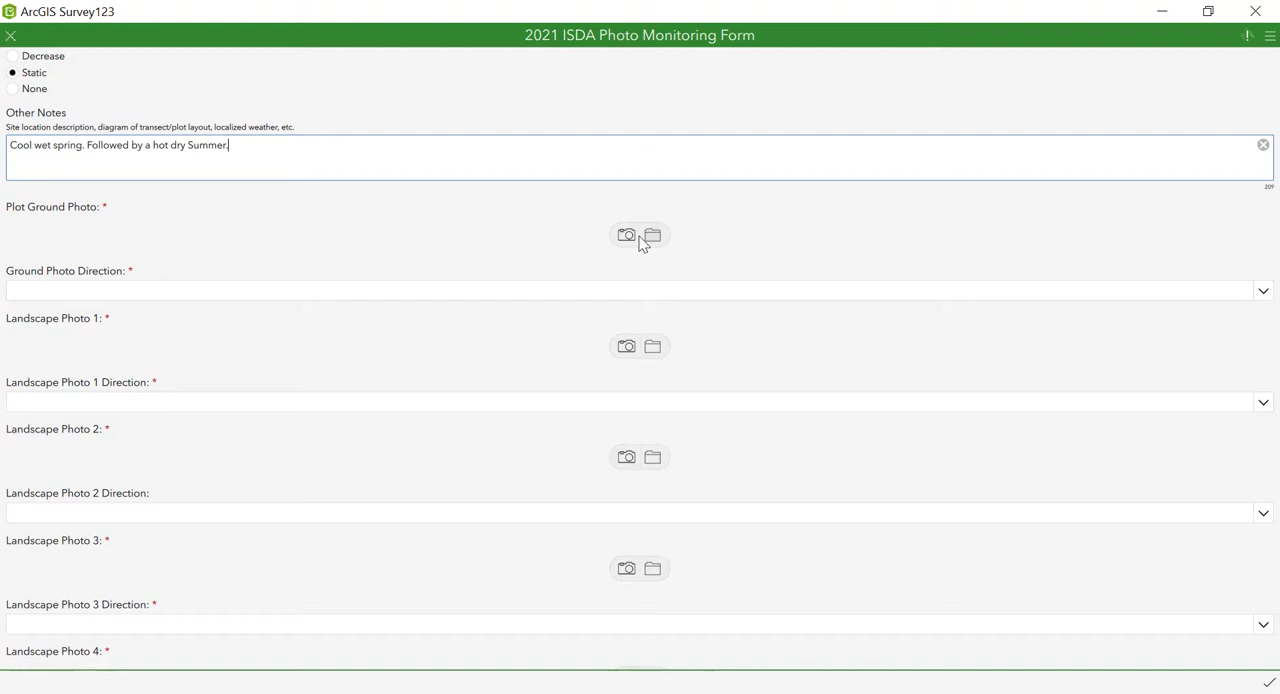 ArcGIS Survey123
2021 ISDA Photo Monitoring Form
Decrease
Static
None
Other Notes
Site location description, diagram of transect/plot layout, localized weather, etc.
Cool wet spring. Followed by a hot dry Summer.
209
Plot Ground Photo: *
Ground Photo Direction: *
Landscape Photo 1: *
Landscape Photo 1 Direction: *
Landscape Photo 2: *
Landscape Photo 2 Direction:
Landscape Photo 3: *
Landscape Photo 3 Direction: *
Landscape Photo 4: *